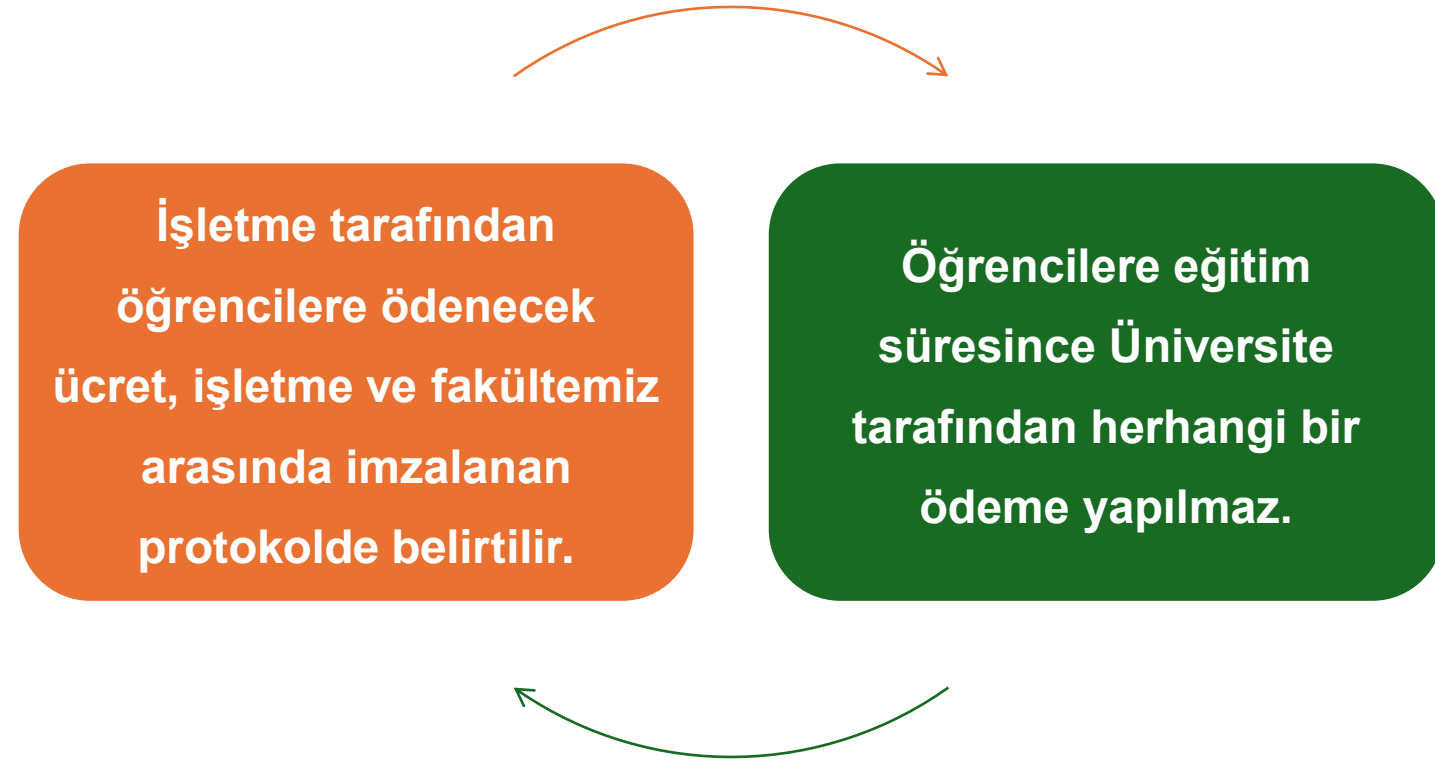 İşletme tarafından
öğrencilere ödenecek
ücret, işletme ve fakültemiz
arasında imzalanan
protokolde belirtilir.
Öğrencilere eğitim
süresince Üniversite
tarafından herhangi bir
ödeme yapılmaz.